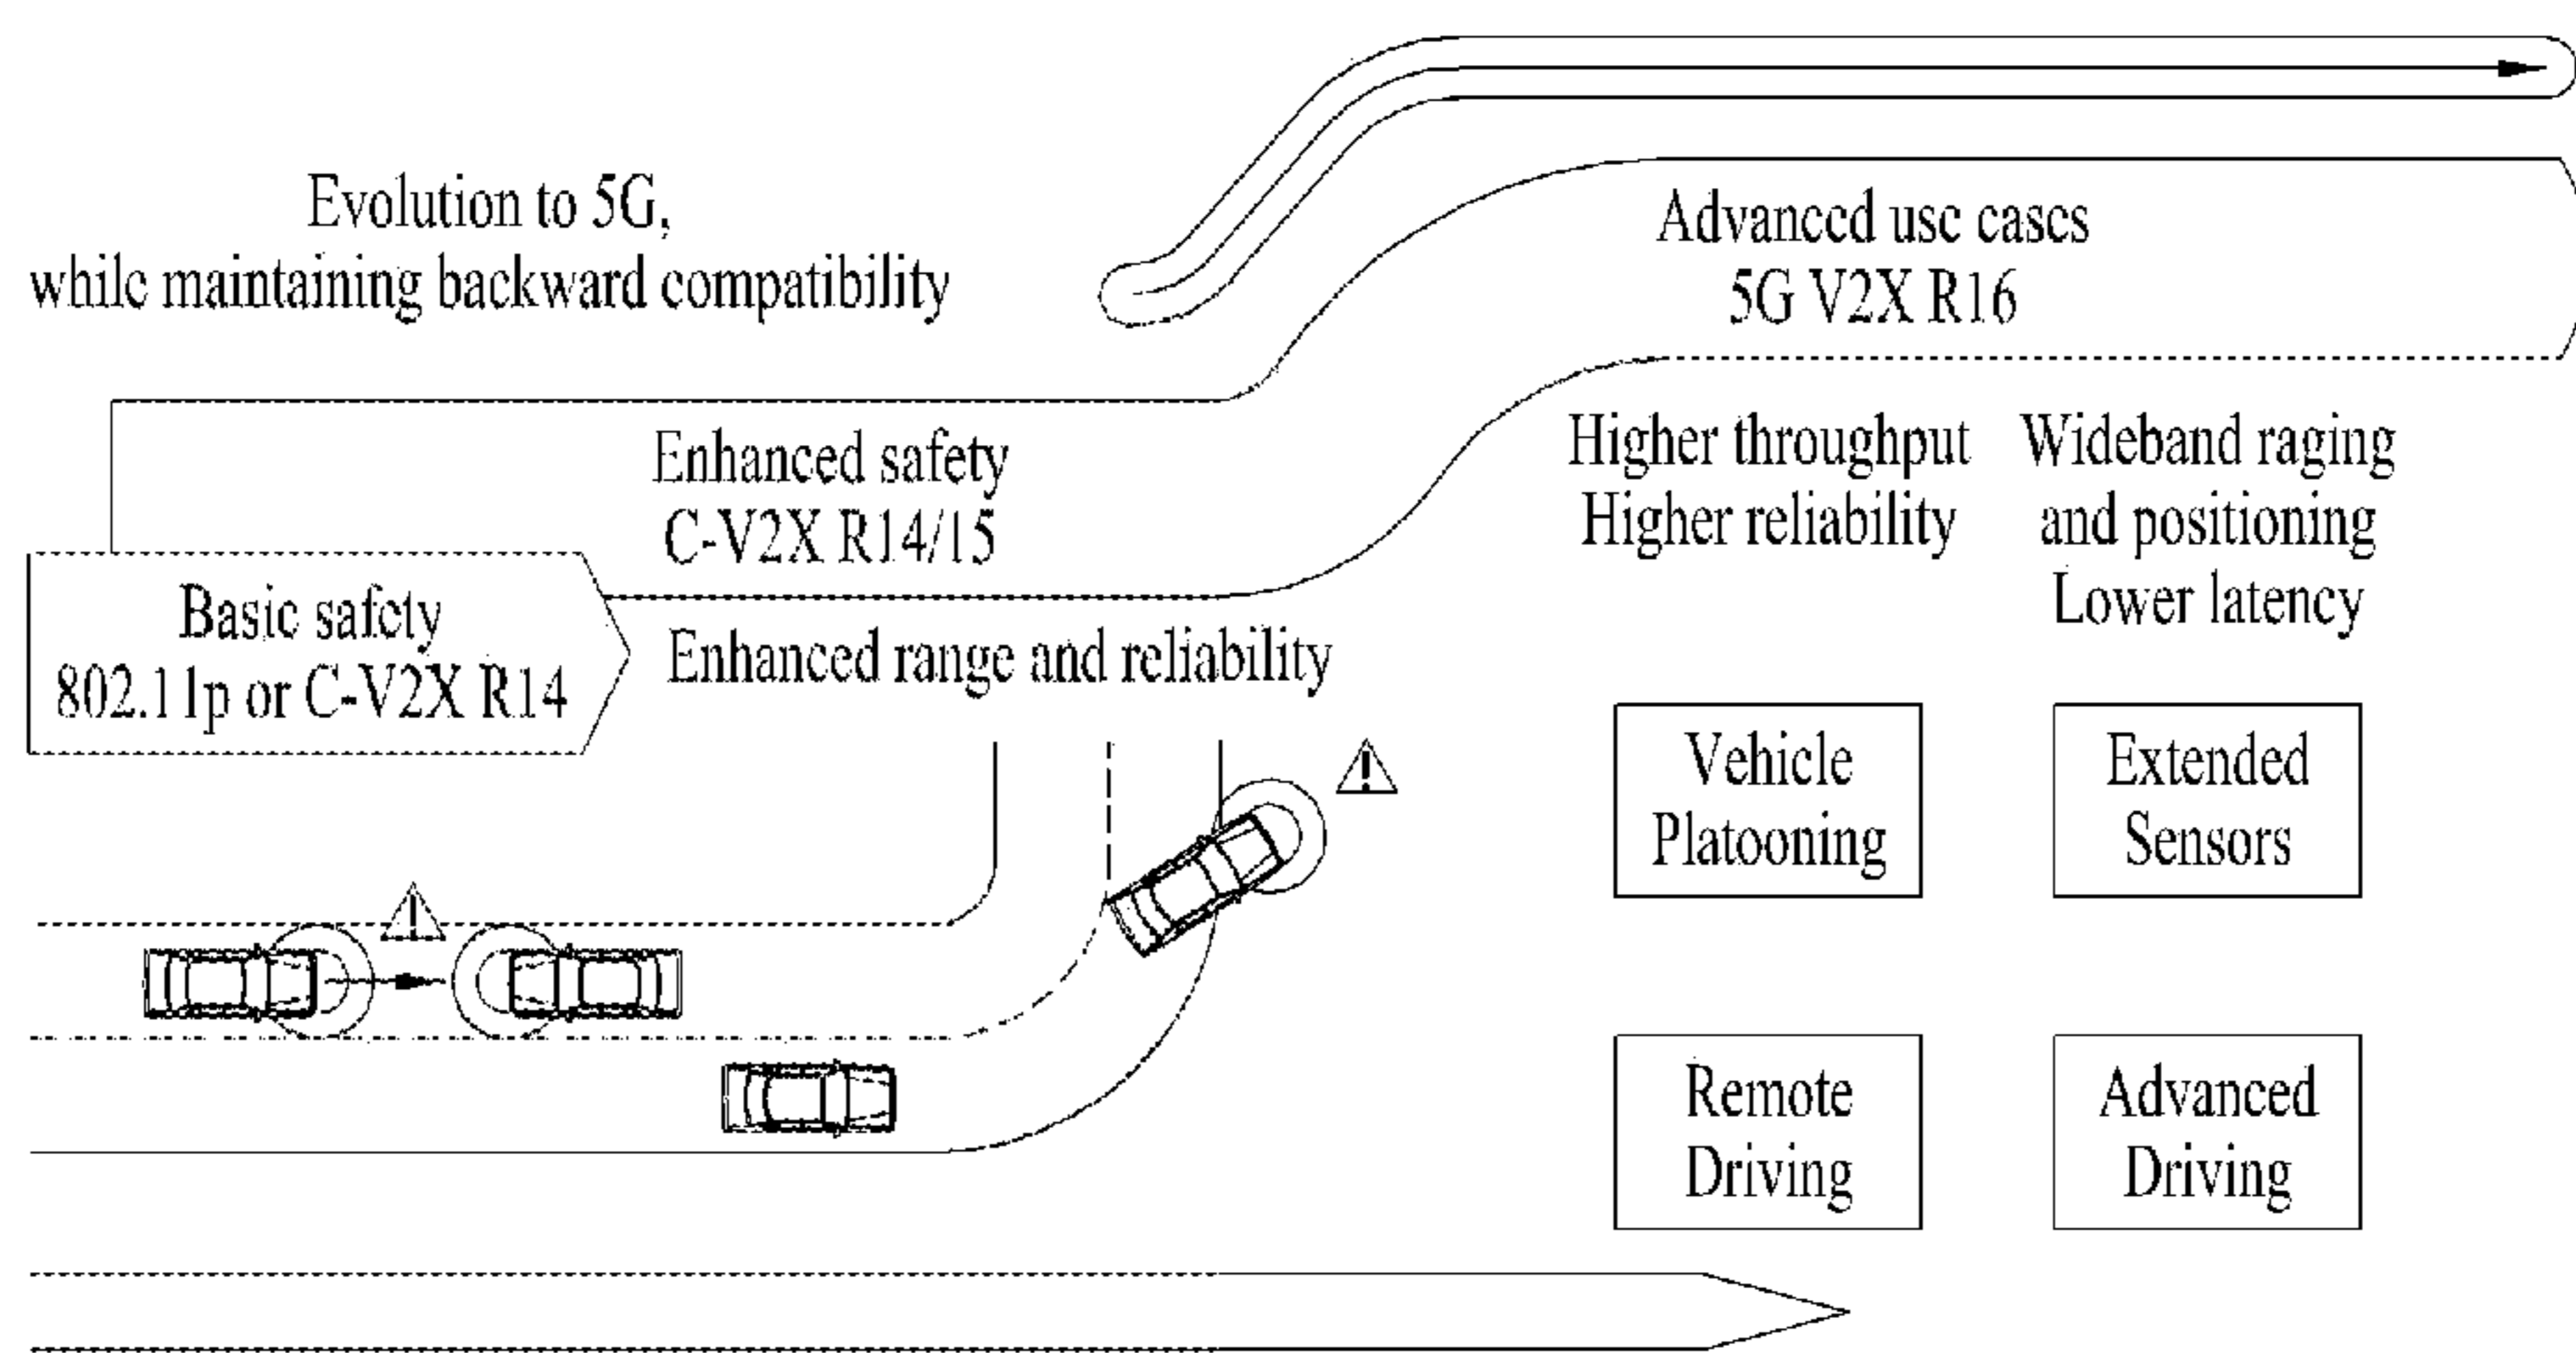 Evolution to 5G,
while maintaining backward compatibility
Advanced use cases
5G V2X R16
Enhanced safety
C-V2X R14/15
Basic safety
802.11p or C-V2X R14
Enhanced range and reliability
Higher throughput
Higher reliability
Wideband raging
and positioning
Lower latency
Vehicle
Platooning
Extended
Sensors
Remote
Driving
Advanced
Driving